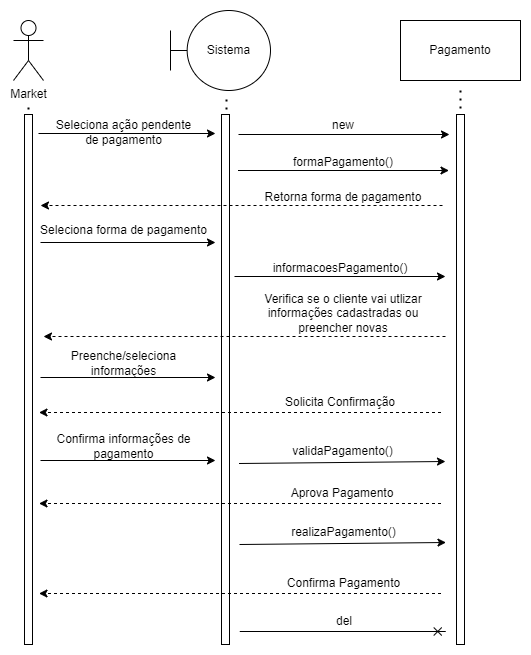 Sistema
Pagamento
Market
Seleciona ação pendente
de pagamento
new
formaPagamento()
Retorna forma de pagamento
Seleciona forma de pagamento
informacoesPagamento()
Verifica se o cliente vai utlizar
informações cadastradas ou
preencher novas
Preenche/seleciona
informações
Solicita Confirmação
Confirma informações de
pagamento
validaPagamento()
Aprova Pagamento
realizaPagamento()
Confirma Pagamento
del